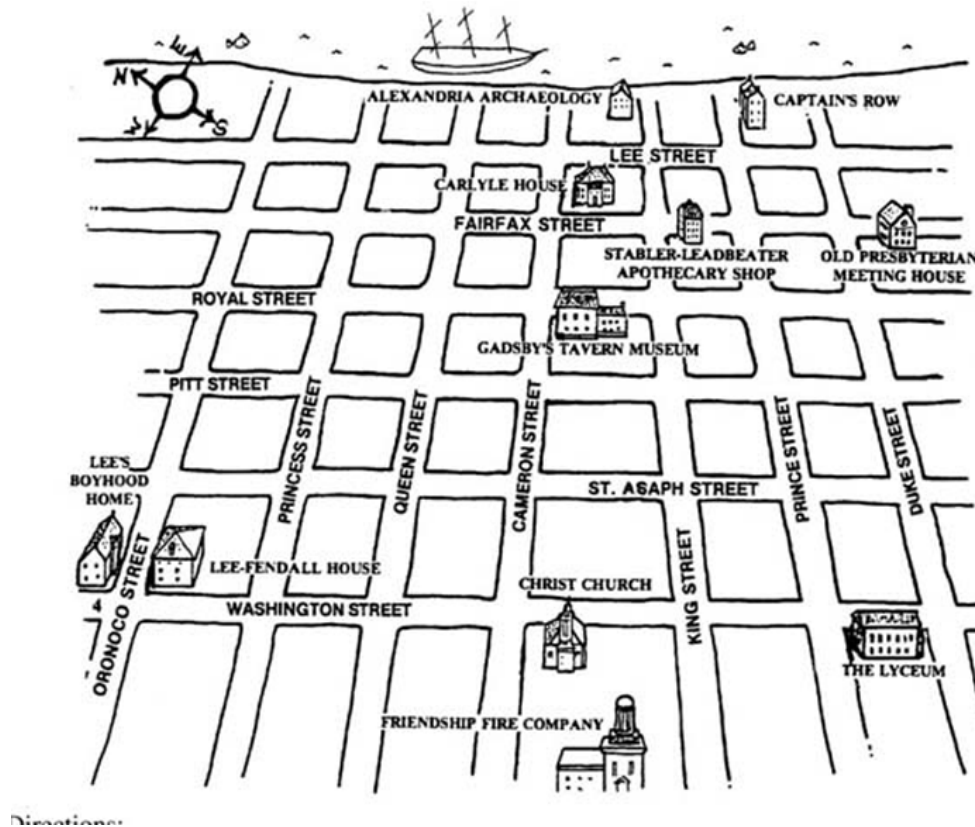 E
N
W
S
ALEXANDRIA ARCHAEOLOGY
CAPTAIN'S ROW
LEE STREET
CARLYLE HOUSE
FAIRFAX STREET
STABLER-LEADBEATER
APOTHECARY SHOP
OLD PRESBYTERIAN
MEETING HOUSE
ROYAL STREET
GADSBY'S TAVERN MUSEUM
PITT STREET
PRINCESS STREET
QUEEN STREET
CAMERON STREET
PRINCE STREET
DUKE STREET
LEE'S
BOYHOOD
HOME
ST. ASAPH STREET
ORONOCO STREET
LEE-FENDALL HOUSE
CHRIST CHURCH
KING STREET
4
WASHINGTON STREET
THE LYCEUM
FRIENDSHIP FIRE COMPANY
Directions: